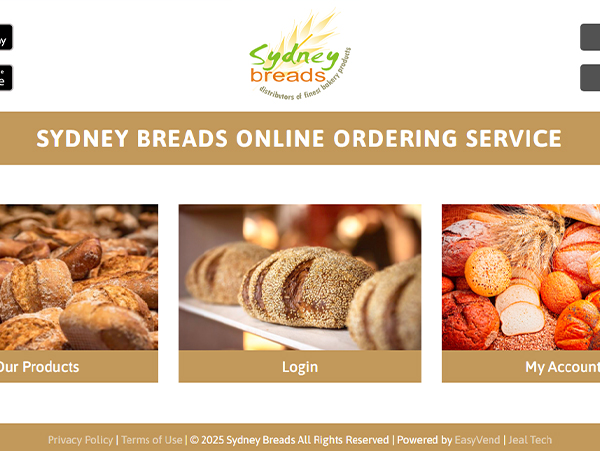 Sydney
breads
distributors of finest bakery products
SYDNEY BREADS ONLINE ORDERING SERVICE
Our Products
Login
My Account
Privacy Policy | Terms of Use | © 2025 Sydney Breads All Rights Reserved | Powered by EasyVend | Jeal Tech